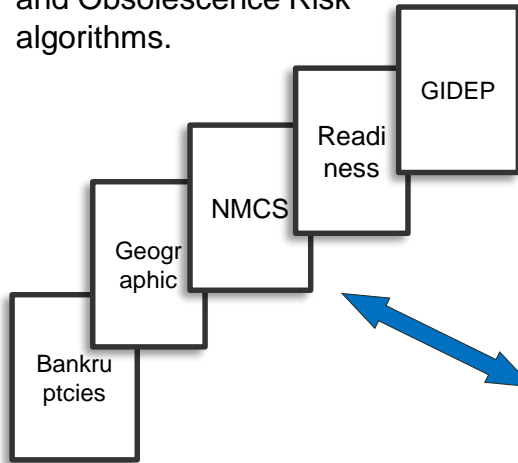 and Obsolescence Risk
algorithms.
GIDEP
Readi
ness
NMCS
Geogr
aphic
Bankru
ptcies